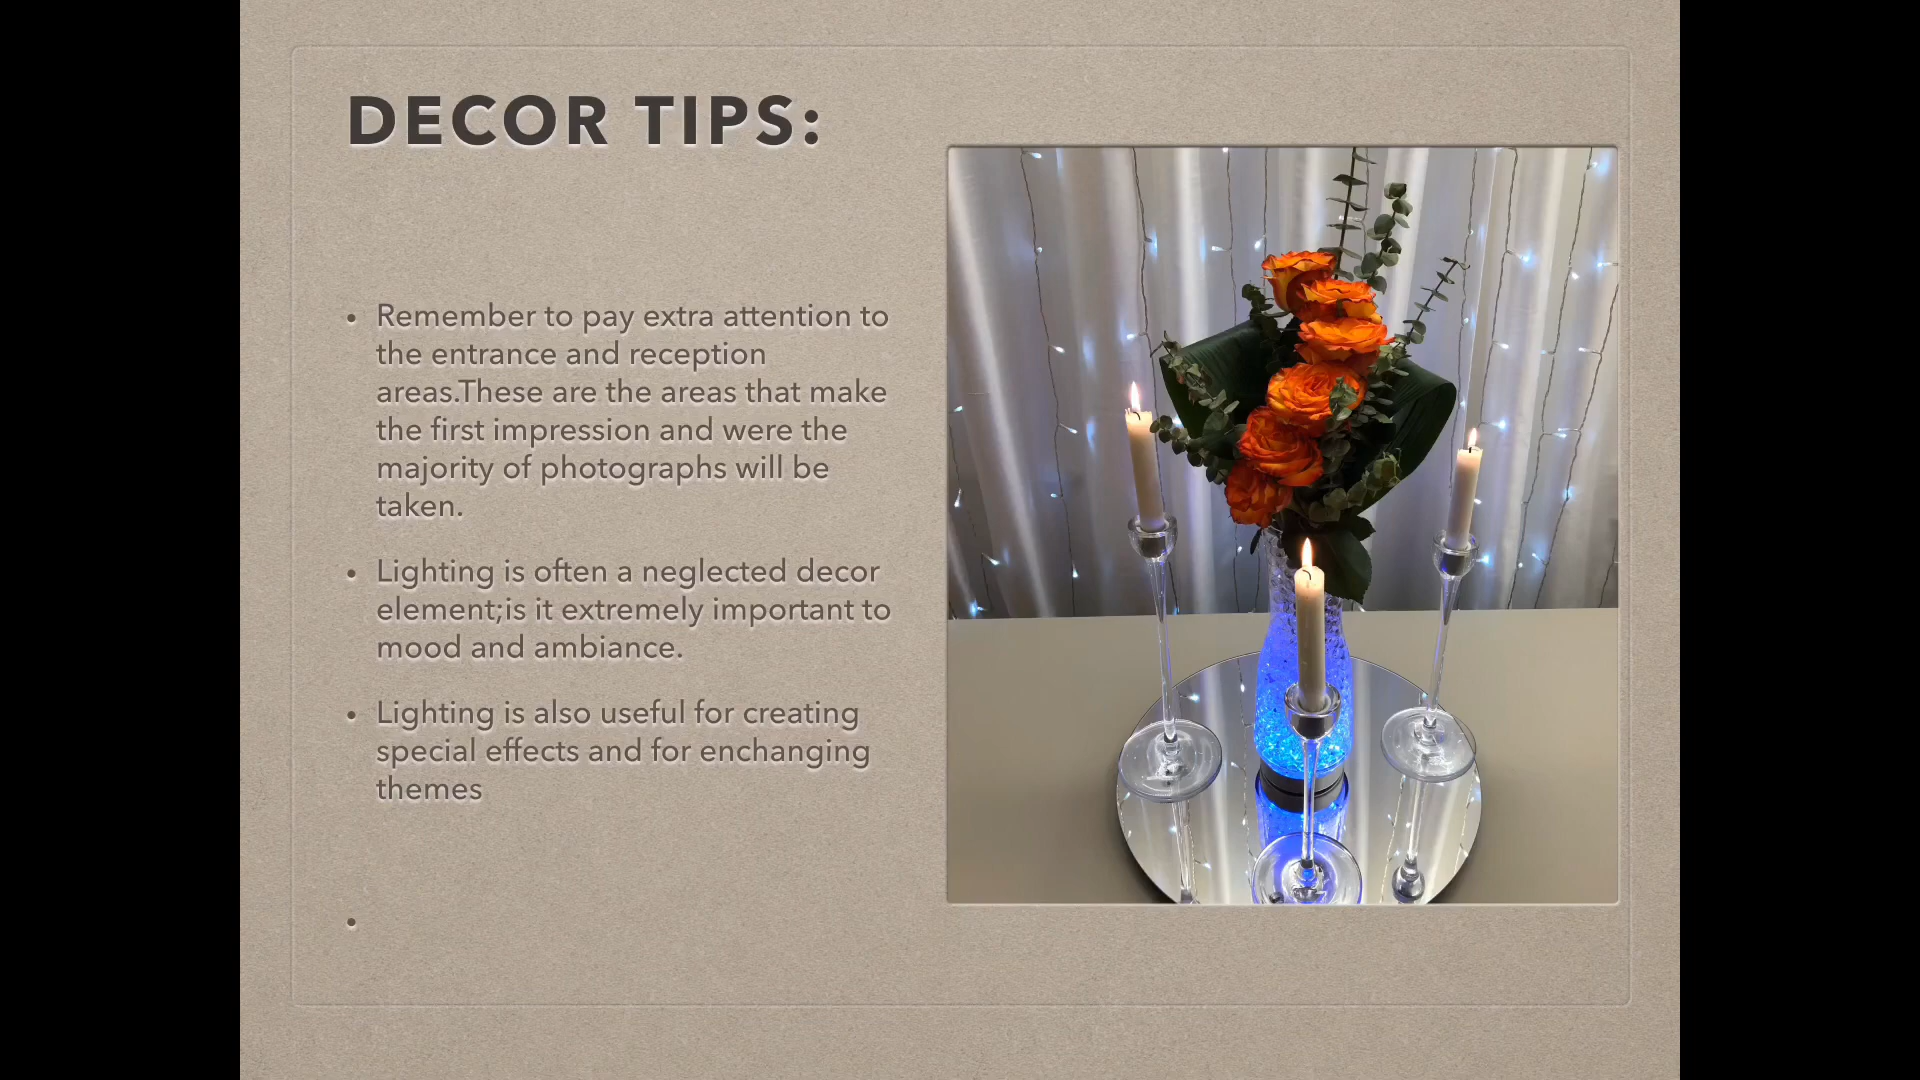 DECOR TIPS:
• Remember to pay extra attention to
the entrance and reception
areas.These are the areas that make
the first impression and were the
majority of photographs will be
taken.
• Lighting is often a neglected decor
element;is it extremely important to
mood and ambiance.
• Lighting is also useful for creating
special effects and for enchanging
themes
•